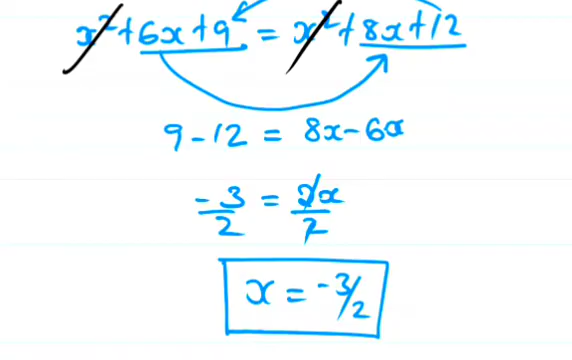 x² + 6x + 9 = x² + 8x + 12
9 - 12 = 8x - 6x
-3/2 = 2x/2
x = -3/2